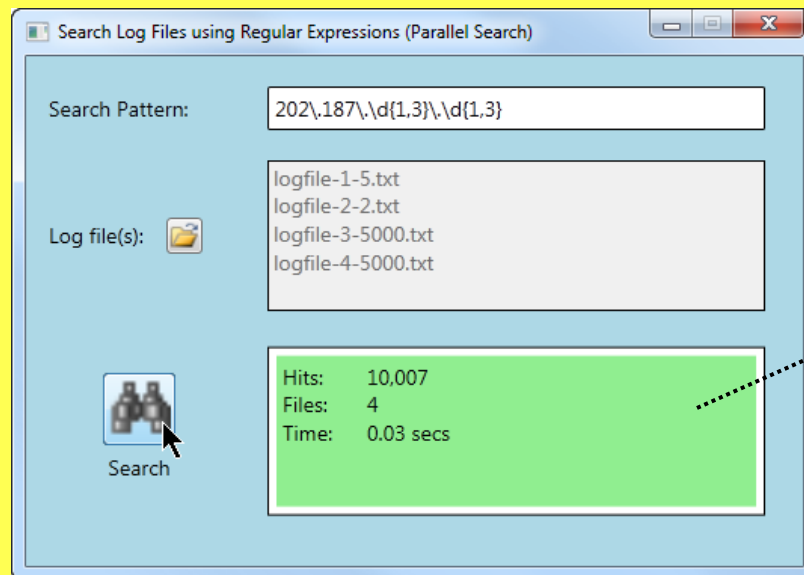 Search Log Files using Regular Expressions (Parallel Search)
Search Pattern: 202\.187\.\d{1,3}\.\d{1,3}
logfile-1-5.txt
logfile-2-2.txt
Log file(s): logfile-3-5000.txt
logfile-4-5000.txt
Hits: 10,007
Files: 4
Time: 0.03 secs
Search